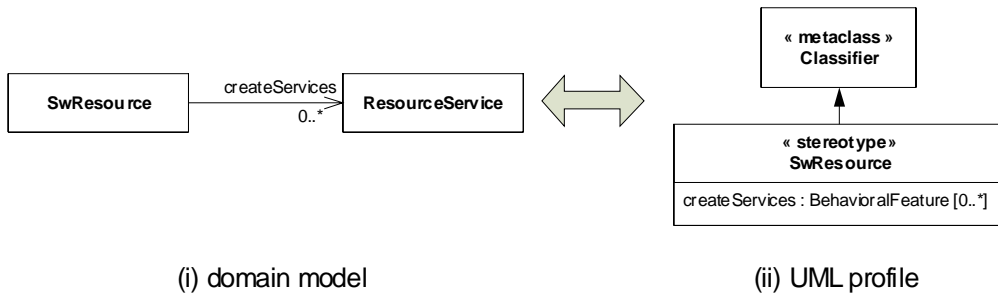 SwResource
createServices
0..*
ResourceService
« metaclass »
Classifier
« stereotype»
SwResource
createServices : BehavioralFeature [0..*]
(i) domain model
(ii) UML profile